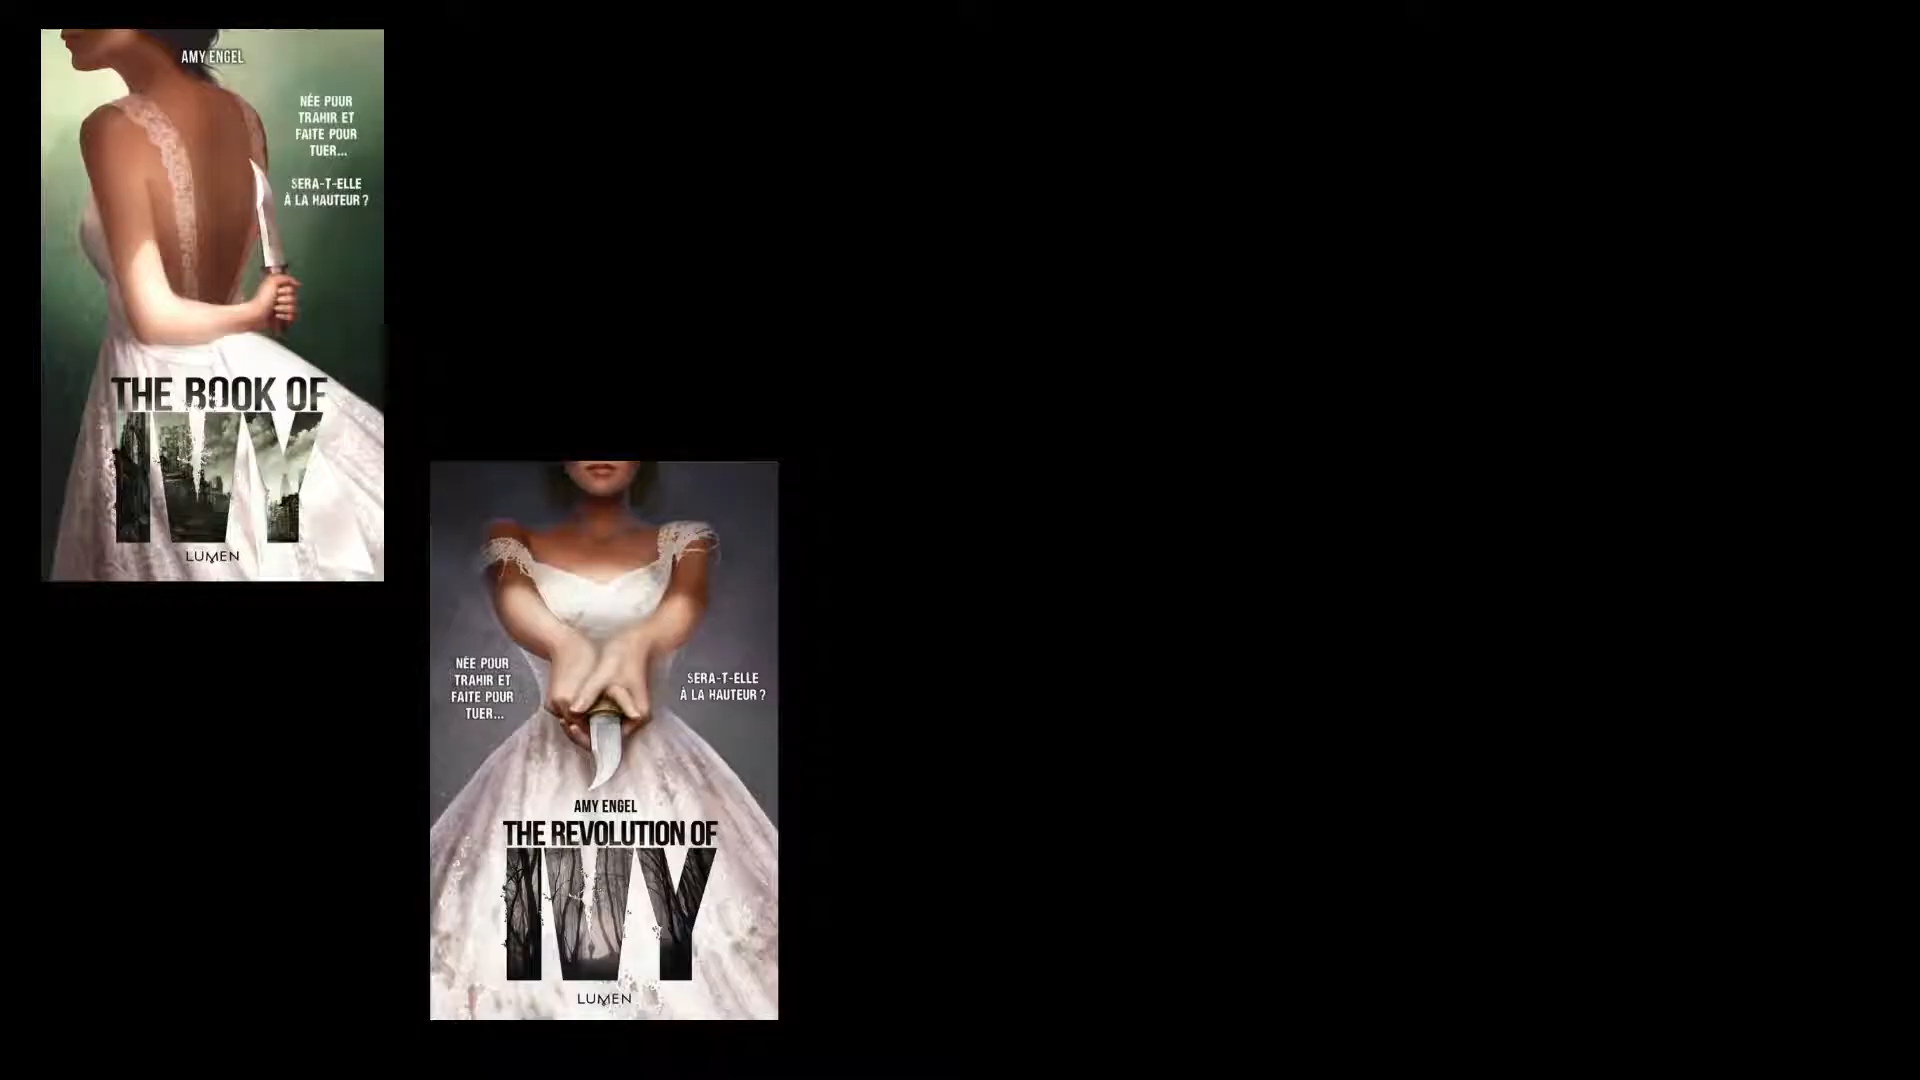 AMY ENGEL
NÉE POUR
TRAHIR ET
FAITE POUR
TUER...
SERA-T-ELLE
À LA HAUTEUR ?
THE BOOK OF
IVY
LUMEN
NÉE POUR
TRAHIR ET
FAITE POUR
TUER...
SERA-T-ELLE
À LA HAUTEUR ?
AMY ENGEL
THE REVOLUTION OF
IVY
LUMEN